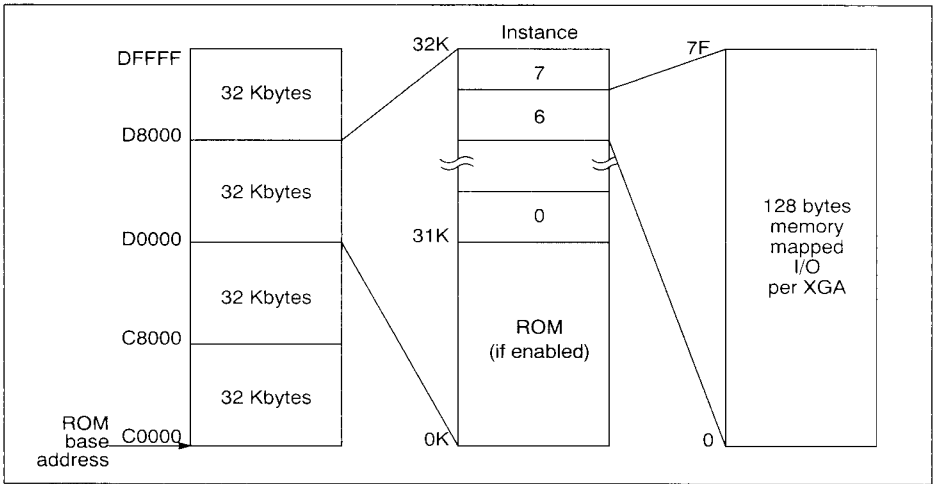 Instance
DFFFF
32K
7F
7
32 Kbytes
6
D8000
32 Kbytes
0
D0000
31K
128 bytes
memory
mapped
I/O
per XGA
32 Kbytes
ROM
(if enabled)
C8000
32 Kbytes
ROM
base
address
C0000
0K
0